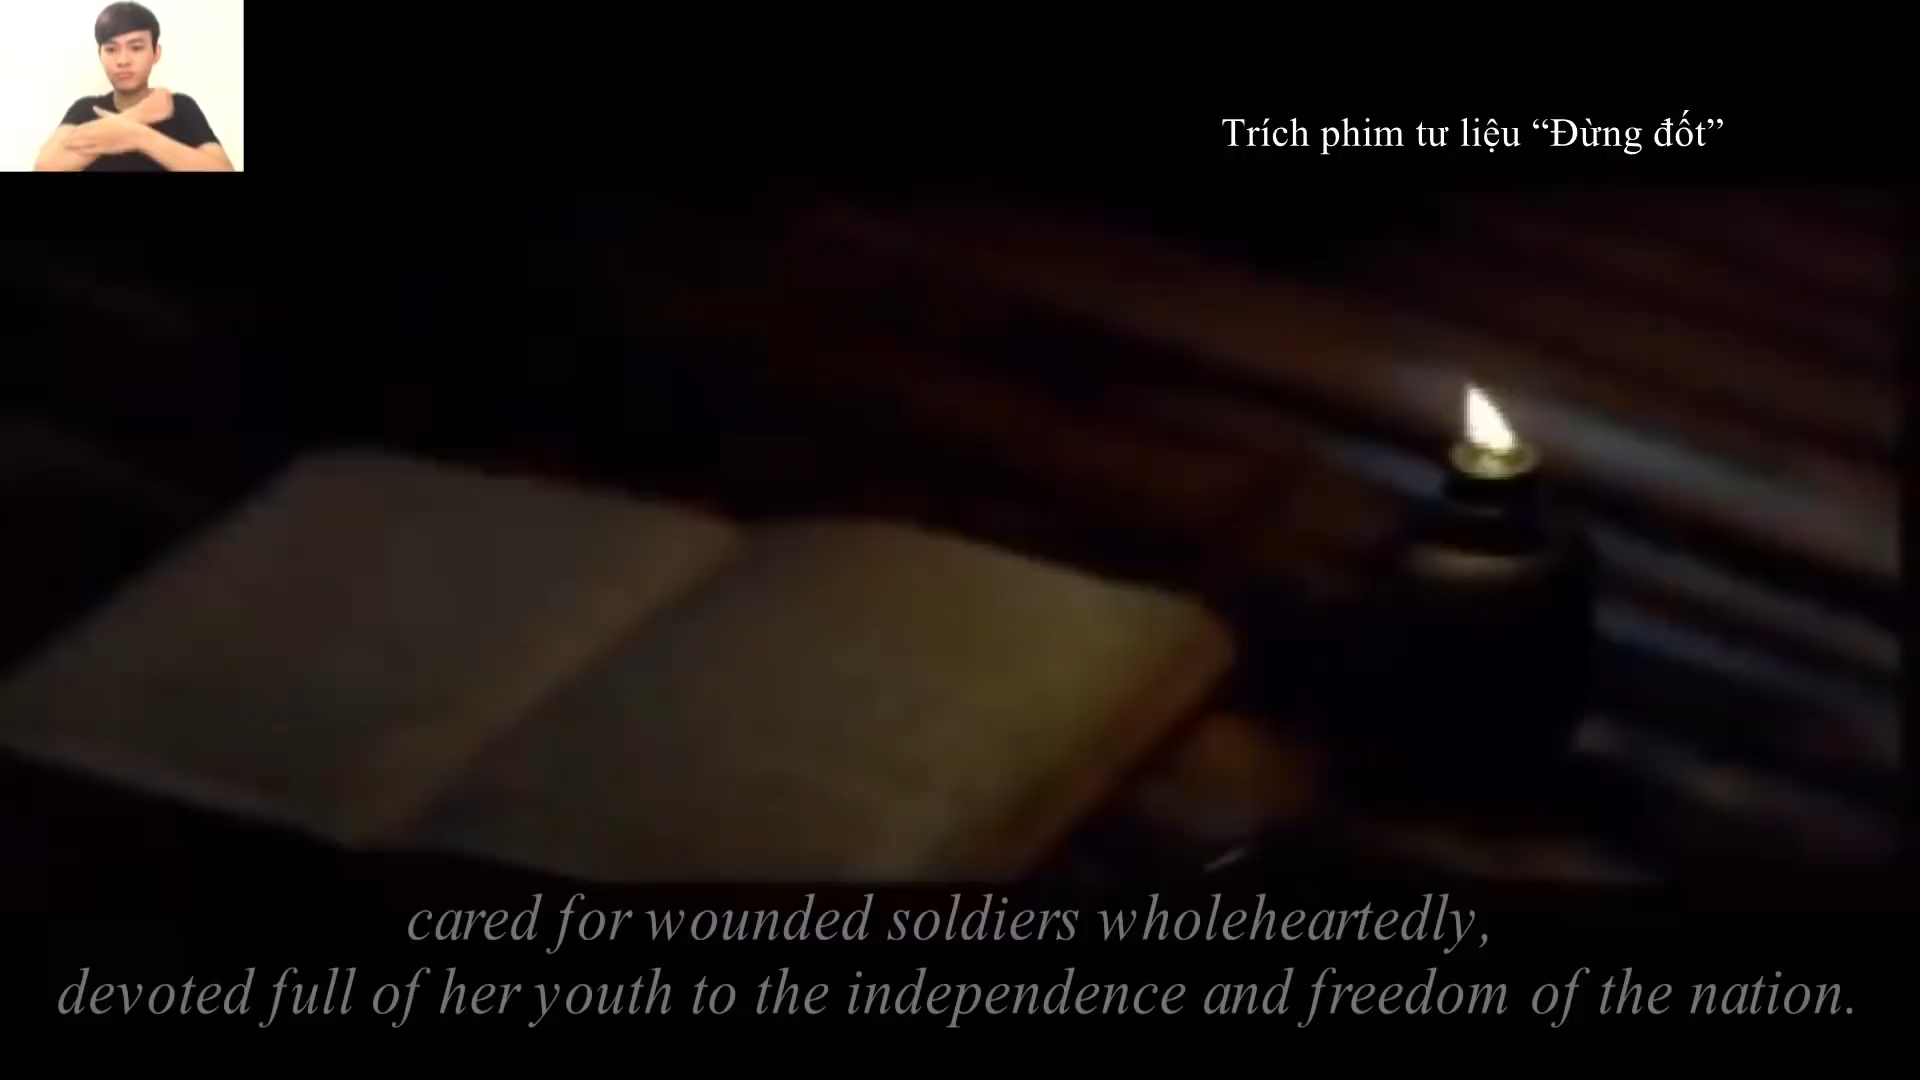 Trích phim tư liệu “Đừng đốt”
cared for wounded soldiers wholeheartedly,
devoted full of her youth to the independence and freedom of the nation.